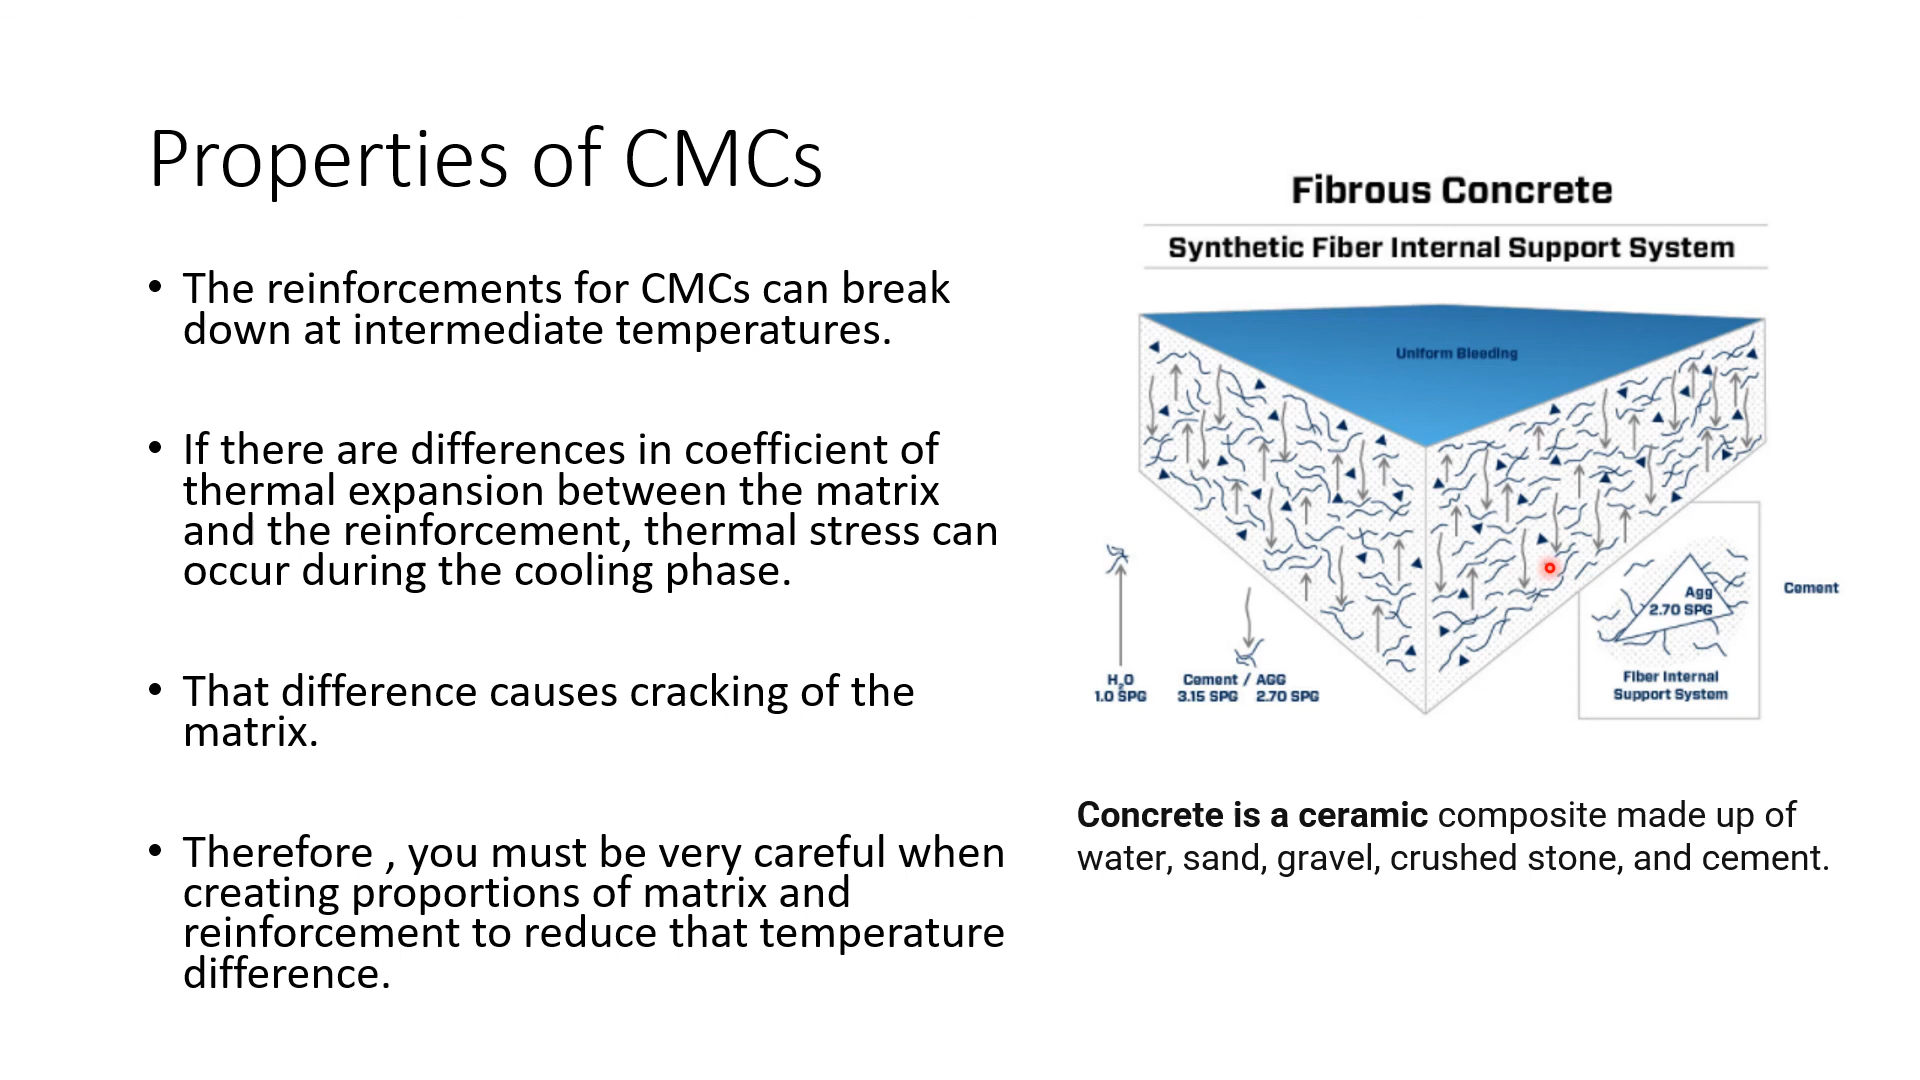 Properties of CMCs
• The reinforcements for CMCs can break
down at intermediate temperatures.
• If there are differences in coefficient of
thermal expansion between the matrix
and the reinforcement, thermal stress can
occur during the cooling phase.
• That difference causes cracking of the
matrix.
• Therefore , you must be very careful when
creating proportions of matrix and
reinforcement to reduce that temperature
difference.
Fibrous Concrete
Synthetic Fiber Internal Support System
Uniform Bleeding
H₂O
1.0 SPG
Cement / AGG
3.15 SPG 2.70 SPG
Agg
2.70 SPG
Fiber Internal
Support System
Cement
Concrete is a ceramic composite made up of
water, sand, gravel, crushed stone, and cement.